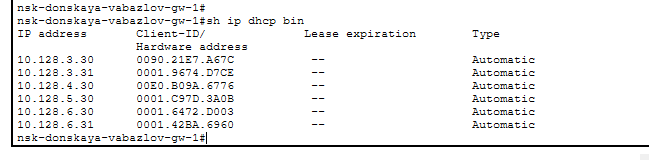 nsk-donskaya-vabazlov-gw-1#
nsk-donskaya-vabazlov-gw-1#sh ip dhcp bin
IP address Client-ID/ Lease expiration Type
Hardware address
10.128.3.30 0090.21E7.A67C -- Automatic
10.128.3.31 0001.9674.D7CE -- Automatic
10.128.4.30 00E0.B09A.6776 -- Automatic
10.128.5.30 0001.C97D.3A0B -- Automatic
10.128.6.30 0001.6472.D003 -- Automatic
10.128.6.31 0001.42BA.6960 -- Automatic
nsk-donskaya-vabazlov-gw-1#